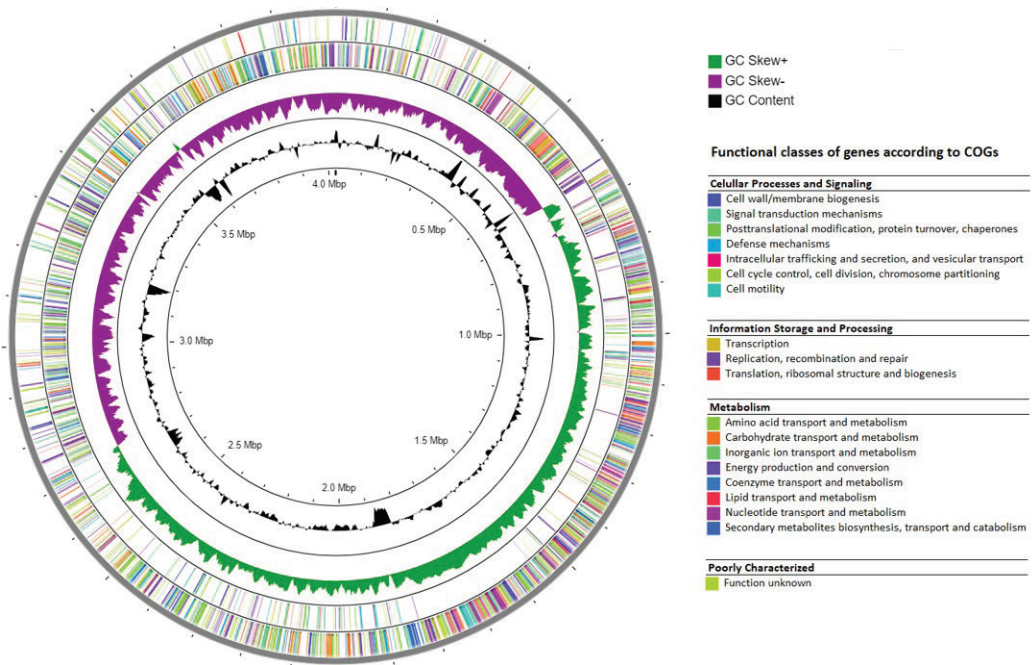 GC Skew+
GC Skew-
GC Content
4.0 Mbp
0.5 Mbp
1.0 Mbp
1.5 Mbp
2.0 Mbp
2.5 Mbp
3.0 Mbp
3.5 Mbp
Functional classes of genes according to COGs
Celullar Processes and Signaling
Cell wall/membrane biogenesis
Signal transduction mechanisms
Posttranslational modification, protein turnover, chaperones
Defense mechanisms
Intracellular trafficking and secretion, and vesicular transport
Cell cycle control, cell division, chromosome partitioning
Cell motility
Information Storage and Processing
Transcription
Replication, recombination and repair
Translation, ribosomal structure and biogenesis
Metabolism
Amino acid transport and metabolism
Carbohydrate transport and metabolism
Inorganic ion transport and metabolism
Energy production and conversion
Coenzyme transport and metabolism
Lipid transport and metabolism
Nucleotide transport and metabolism
Secondary metabolites biosynthesis, transport and catabolism
Poorly Characterized
Function unknown